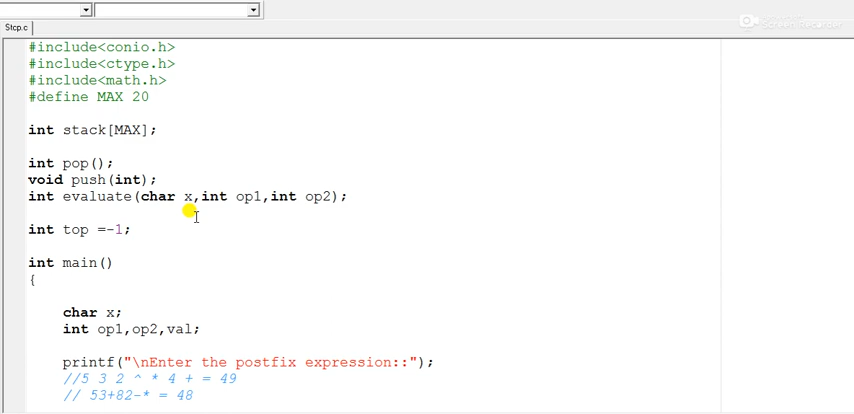 Stcp.c
Screen Recorder
#include<conio.h>
#include<ctype.h>
#include<math.h>
#define MAX 20
int stack[MAX];
int pop();
void push(int);
int evaluate(char x,int op1,int op2);
int top =-1;
int main()
{
char x;
int op1,op2,val;
printf("\nEnter the postfix expression::");
//5 3 2 ^ * 4 + = 49
// 53+82-* = 48